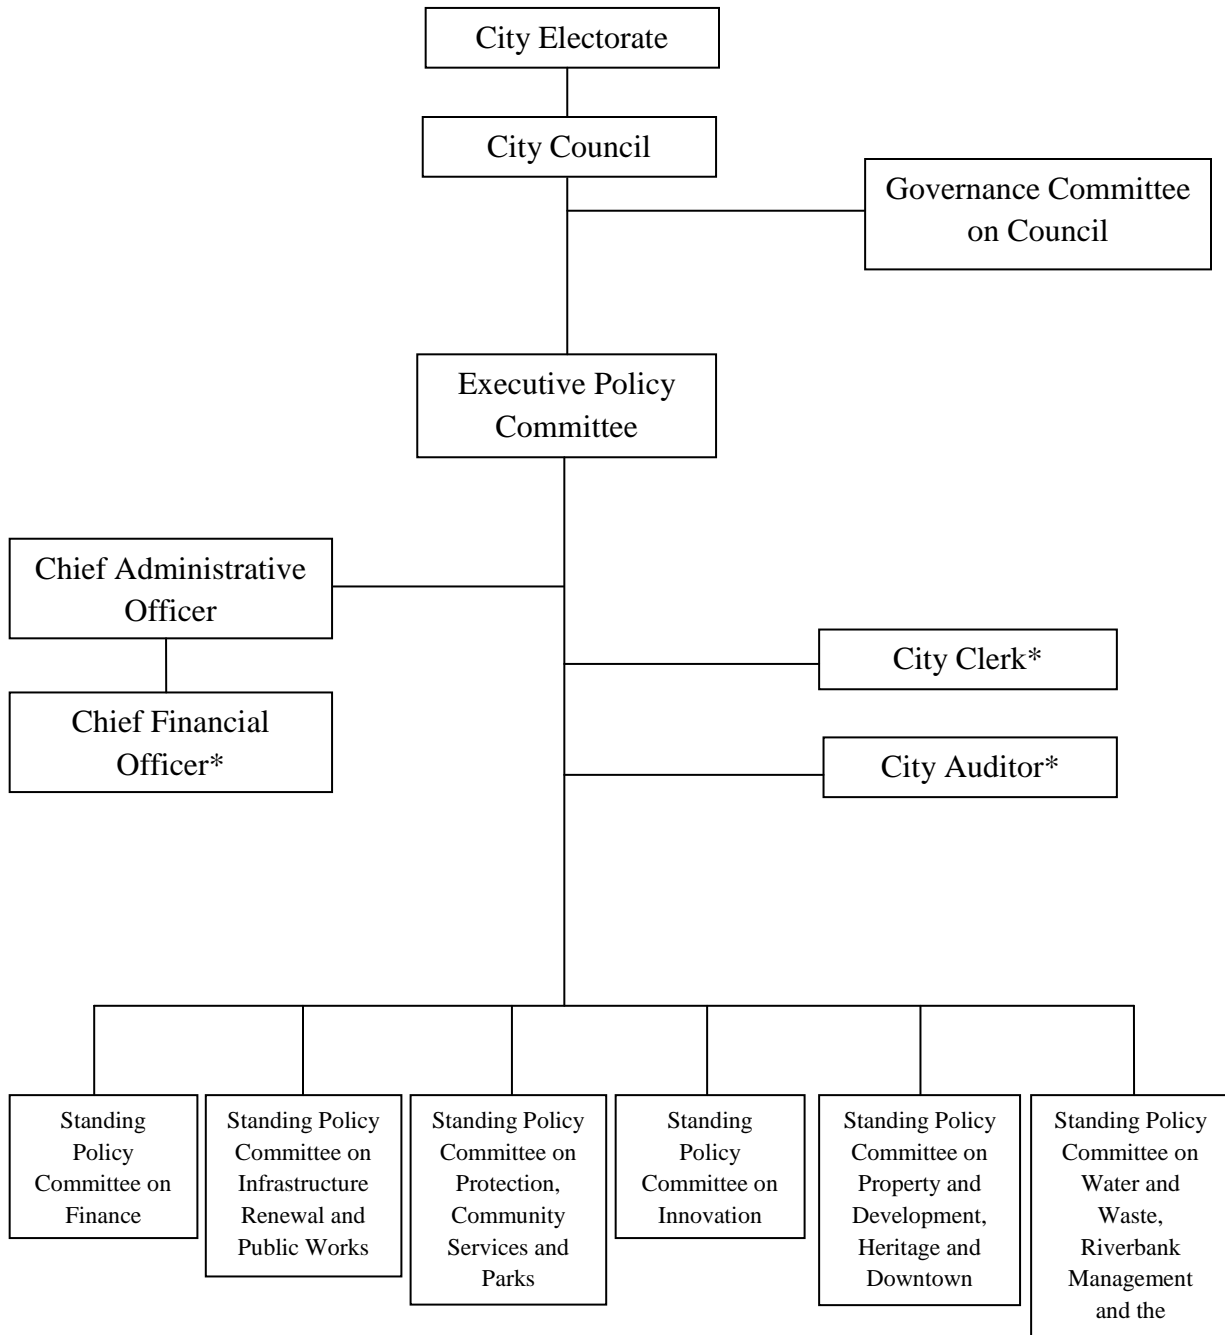 City Electorate
City Council
Governance Committee
on Council
Executive Policy
Committee
Chief Administrative
Officer
City Clerk*
Chief Financial
Officer*
City Auditor*
Standing
Policy
Committee on
Finance
Standing Policy
Committee on
Infrastructure
Renewal and
Public Works
Standing Policy
Committee on
Protection,
Community
Services and
Parks
Standing
Policy
Committee on
Innovation
Standing Policy
Committee on
Property and
Development,
Heritage and
Downtown
Standing Policy
Committee on
Water and
Waste,
Riverbank
Management
and the